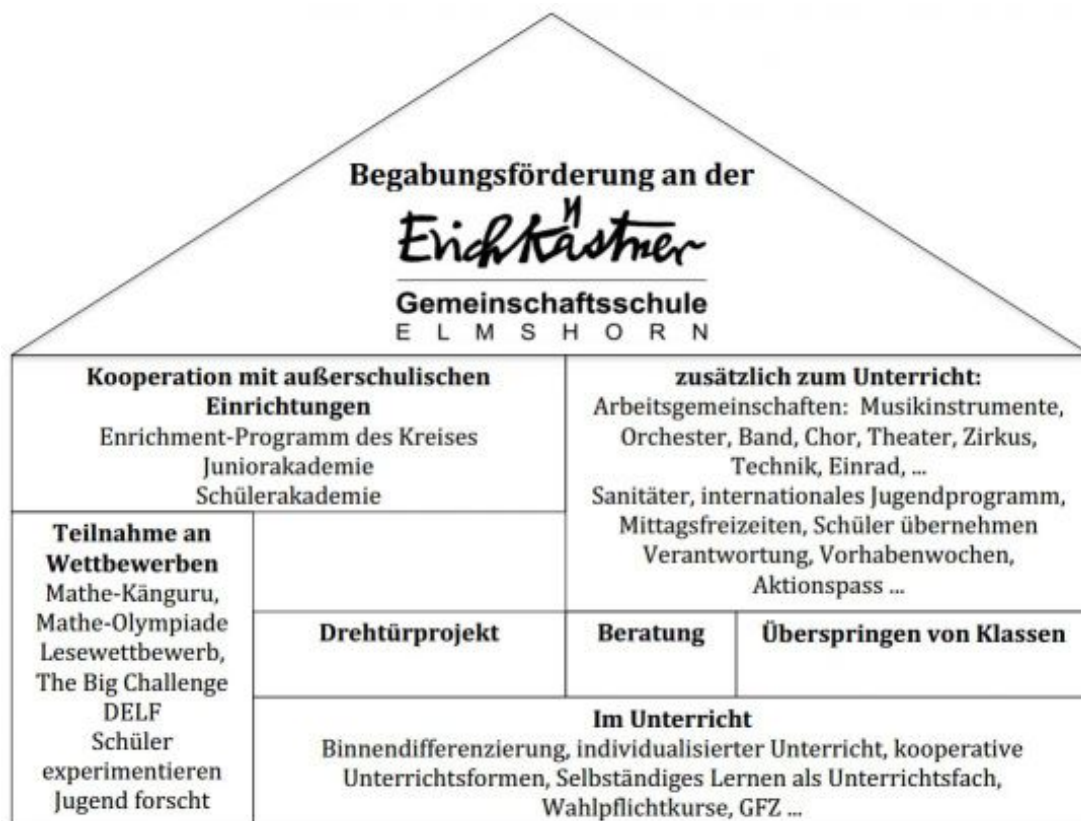 Begabungsförderung an der
Erich Kästner
Gemeinschaftsschule
ELMSHORN
Kooperation mit außerschulischen
Einrichtungen
Enrichment-Programm des Kreises
Juniorakademie
Schülerakademie
zusätzlich zum Unterricht:
Arbeitsgemeinschaften: Musikinstrumente,
Orchester, Band, Chor, Theater, Zirkus,
Technik, Einrad, ...
Sanitäter, internationales Jugendprogramm,
Mittagsfreizeiten, Schüler übernehmen
Verantwortung, Vorhabenwochen,
Aktionspass ...
Teilnahme an
Wettbewerben
Mathe-Känguru,
Mathe-Olympiade
Lesewettbewerb,
The Big Challenge
DELF
Schüler
experimentieren
Jugend forscht
Drehtürprojekt
Beratung
Überspringen von Klassen
Im Unterricht
Binnendifferenzierung, individualisierter Unterricht, kooperative
Unterrichtsformen, Selbständiges Lernen als Unterrichtsfach,
Wahlpflichtkurse, GFZ ...